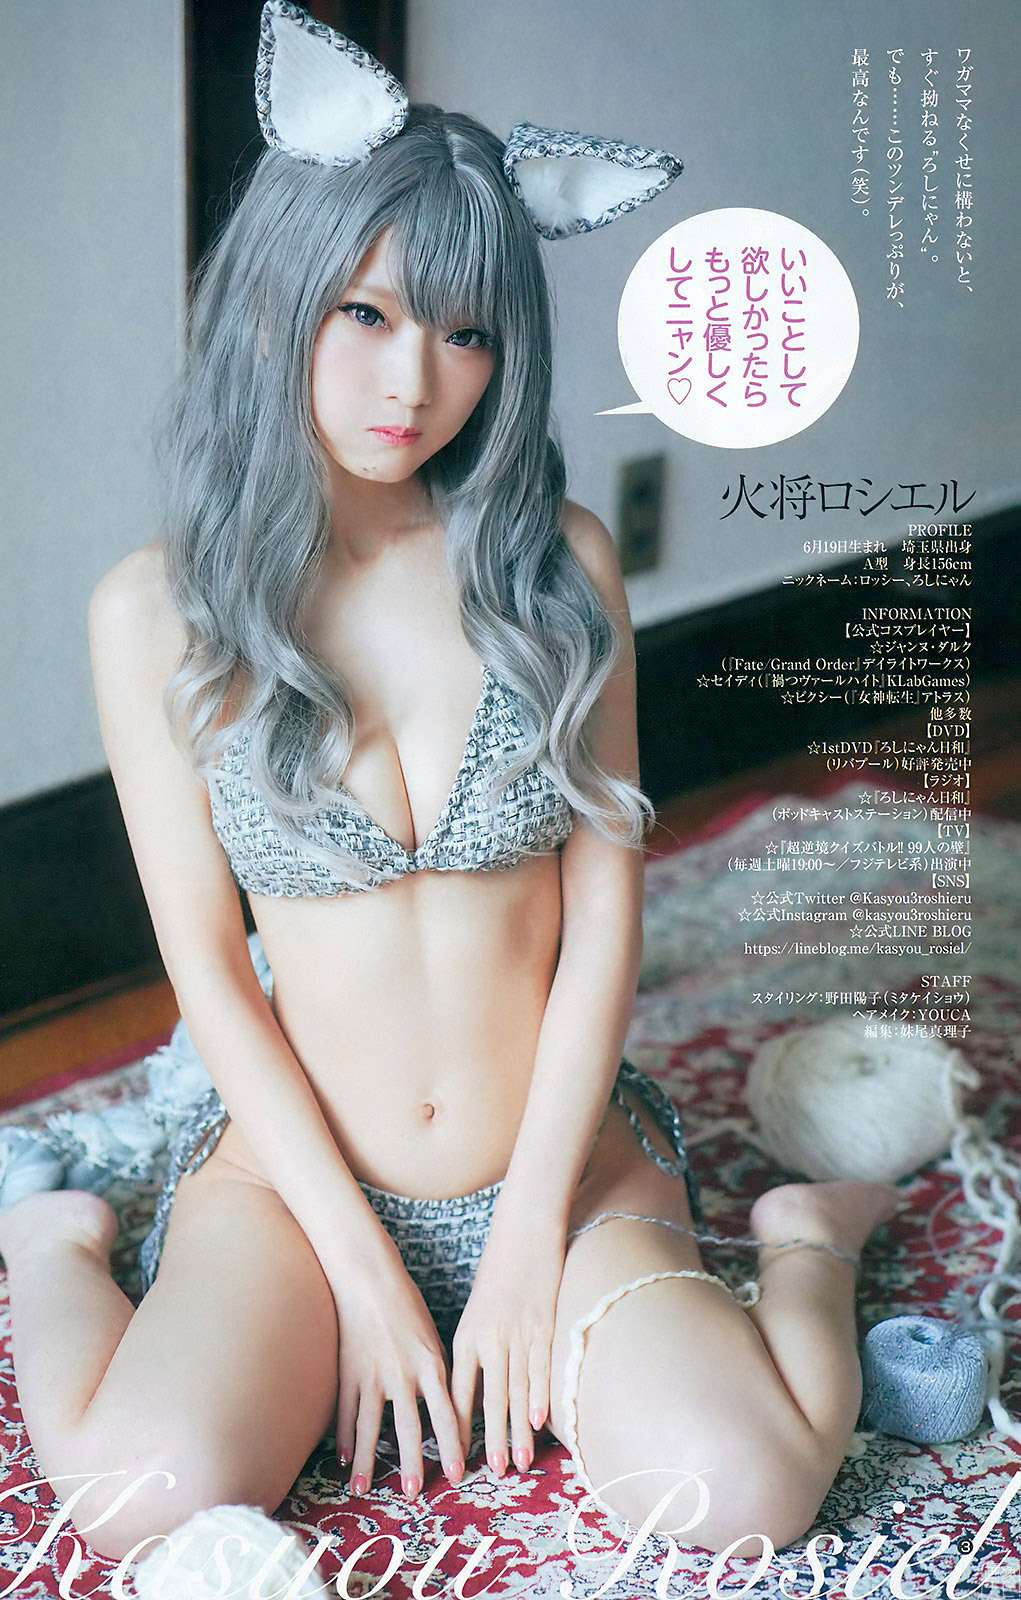 ワガママなくせに構わないと、
すぐ拗ねる“ろしにゃん”。
でも……このツンデレっぷりが、
最高なんです（笑）。
いいことして
欲しかったら
もっと優しく
してニャン♡
火将ロシエル
PROFILE
6月19日生まれ　埼玉県出身
A型　身長156cm
ニックネーム：ロッシー、ろしにゃん
INFORMATION
【公式コスプレイヤー】
☆ジャンヌ・ダルク
（『Fate/Grand Order』デイライトワークス）
☆セイディ（『禍つヴァールハイト』KLabGames）
☆ピクシー（『女神転生』アトラス）
他多数
【DVD】
☆1stDVD『ろしにゃん日和』
（リバプール）好評発売中
【ラジオ】
☆『ろしにゃん日和』
（ポッドキャストステーション）配信中
【TV】
☆『超逆境クイズバトル!! 99人の壁』
（毎週土曜19:00〜／フジテレビ系）出演中
【SNS】
☆公式Twitter @Kasyou3roshieru
☆公式Instagram @kasyou3roshieru
☆公式LINE BLOG
https://lineblog.me/kasyou_rosiel/
STAFF
スタイリング：野田陽子（ミタケイショウ）
ヘアメイク：YOUCA
編集：妹尾真理子
Kasyou Rosiel
3